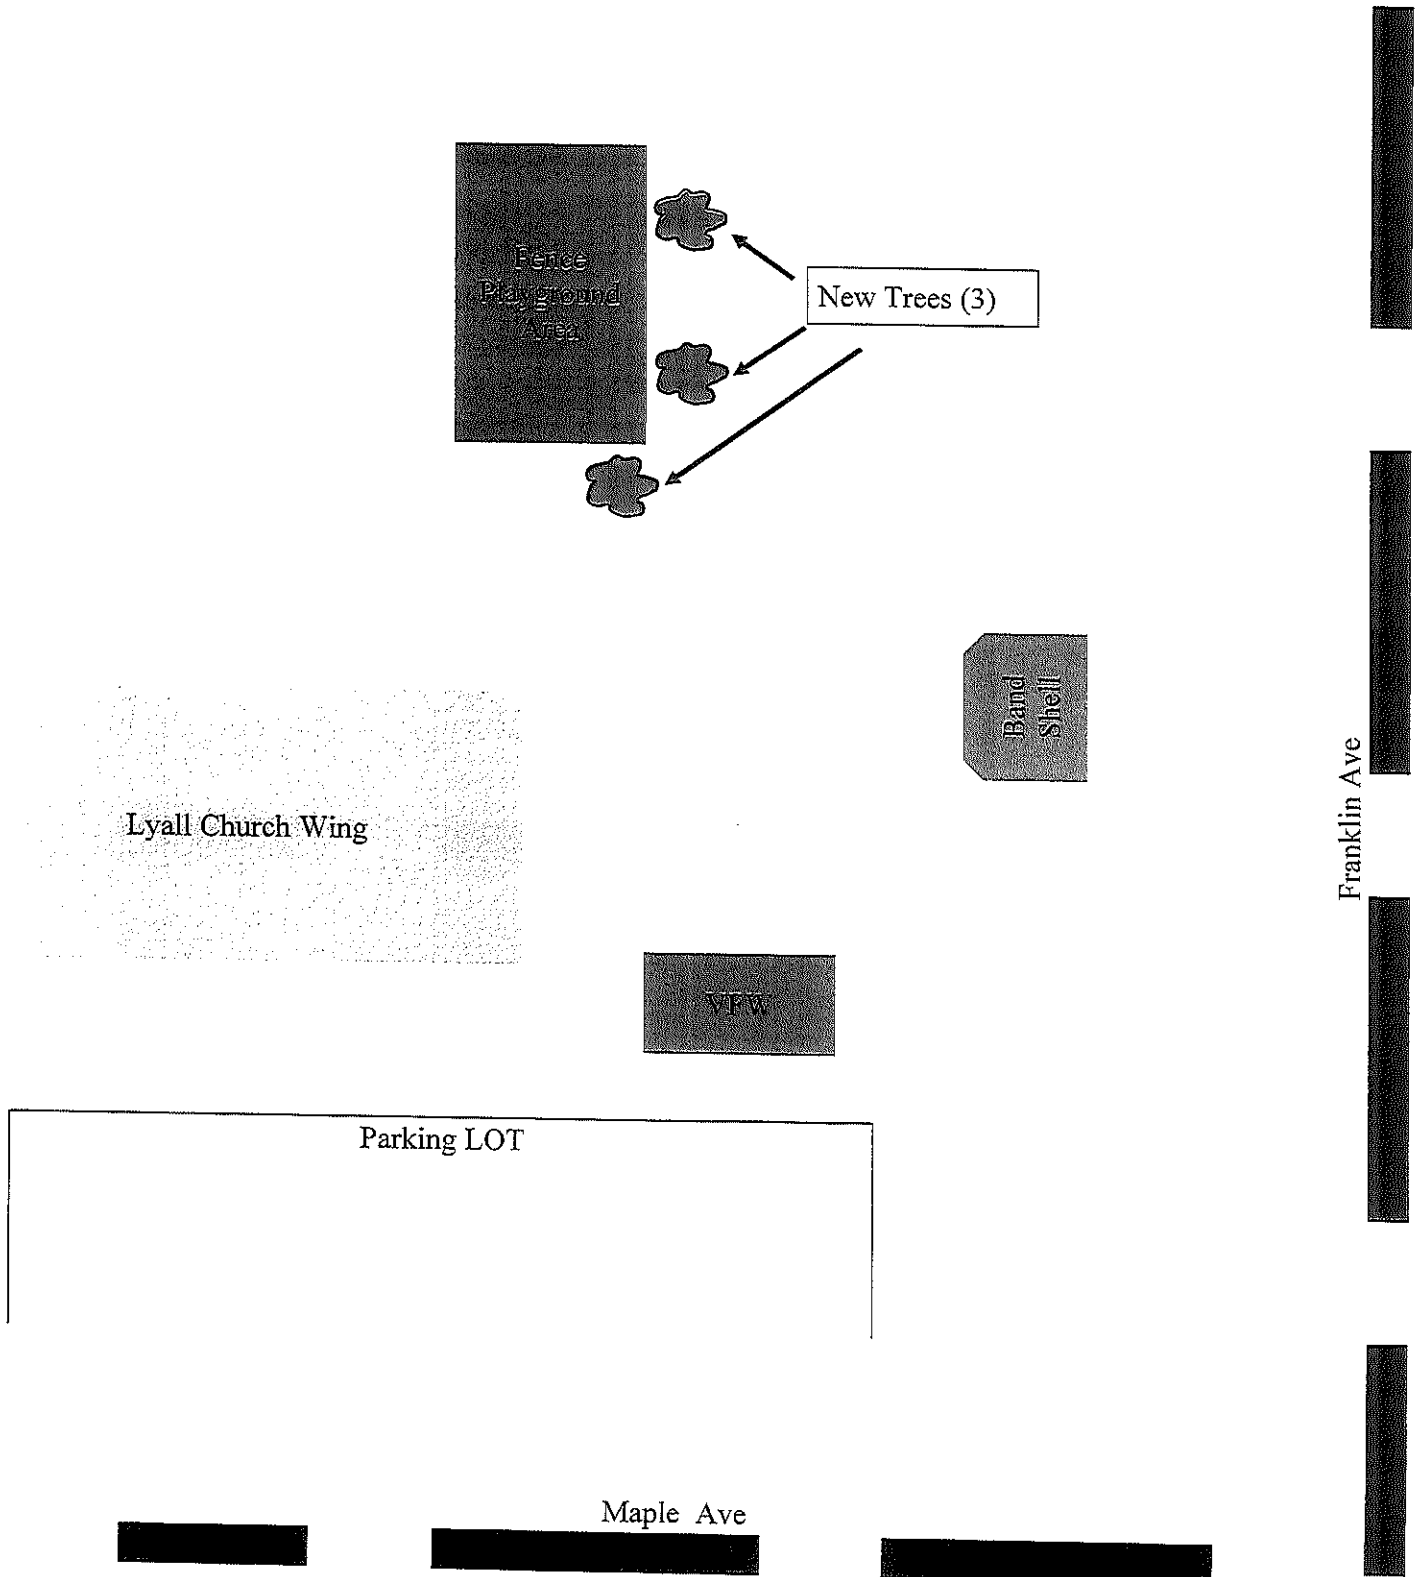 Fence
Playground
Area
New Trees (3)
Band
Shell
Franklin Ave
Lyall Church Wing
VFW
Parking LOT
Maple Ave